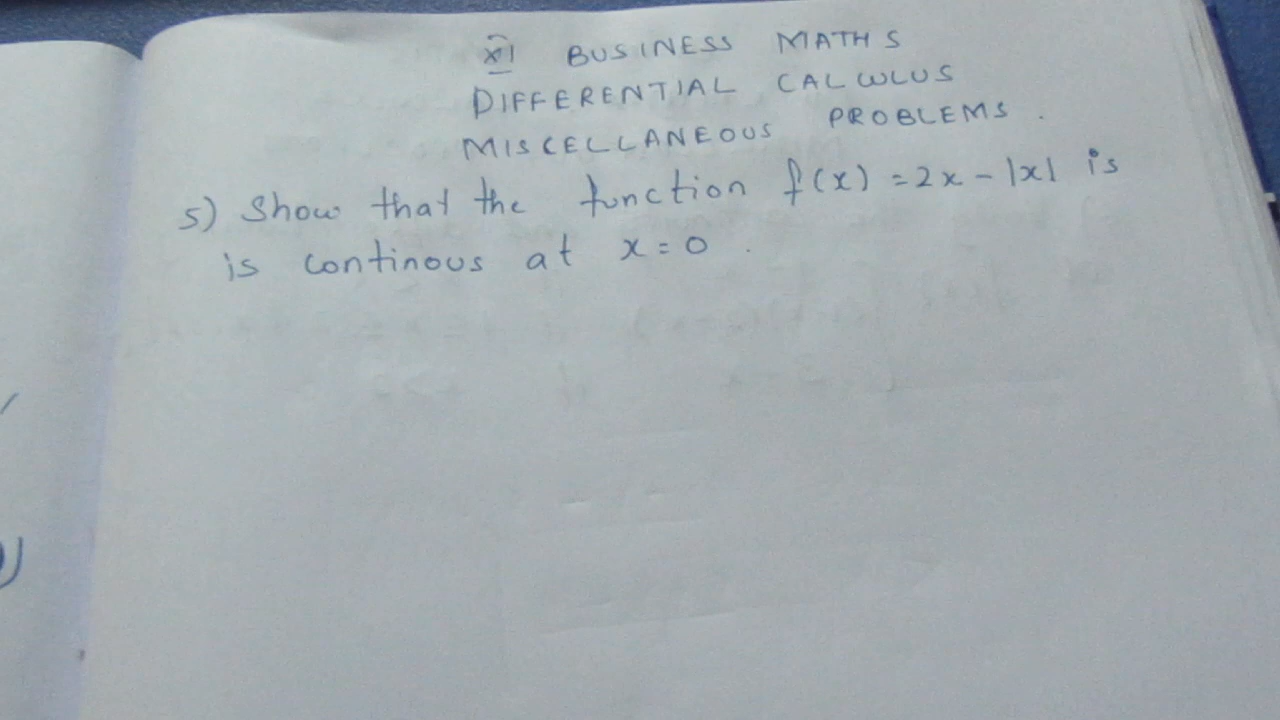 XI BUSINESS MATHS
DIFFERENTIAL CALCULUS
MISCELLANEOUS PROBLEMS.
5) Show that the function f(x) = 2x - |x| is
is continous at x = 0.